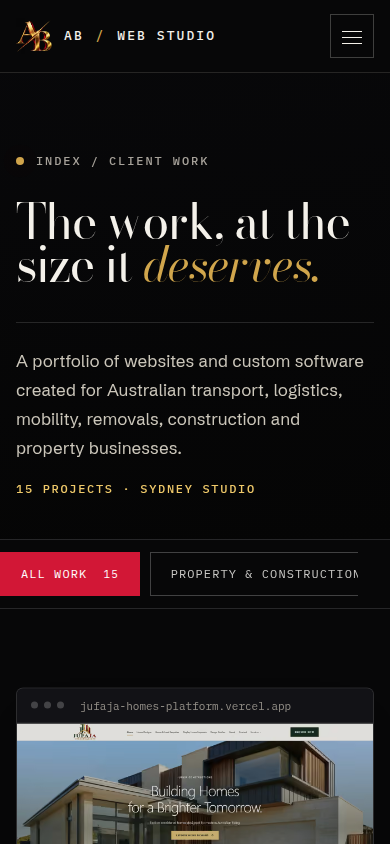 AB
AB / WEB STUDIO
INDEX / CLIENT WORK
The work, at the
size it deserves.
A portfolio of websites and custom software
created for Australian transport, logistics,
mobility, removals, construction and
property businesses.
15 PROJECTS · SYDNEY STUDIO
ALL WORK 15
PROPERTY & CONSTRUCTION
jufaja-homes-platform.vercel.app
JUFAJA
Building Homes
for a Brighter Tomorrow.